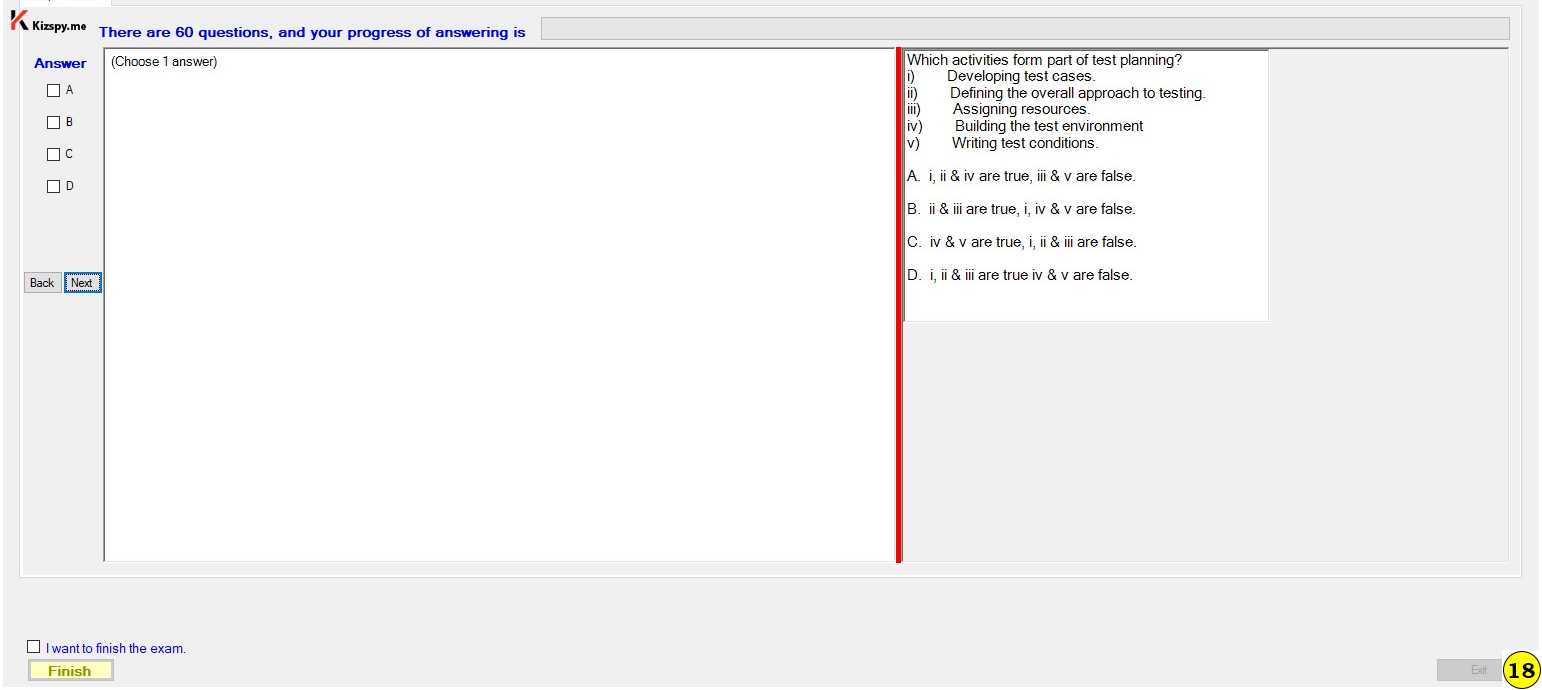 Kizspy.me
There are 60 questions, and your progress of answering is
Answer
A
B
C
D
Back Next
(Choose 1 answer)
Which activities form part of test planning?
i) Developing test cases.
ii) Defining the overall approach to testing.
iii) Assigning resources.
iv) Building the test environment
v) Writing test conditions.
A. i, ii & iv are true, iii & v are false.
B. ii & iii are true, i, iv & v are false.
C. iv & v are true, i, ii & iii are false.
D. i, ii & iii are true iv & v are false.
I want to finish the exam.
Finish
Exit
18